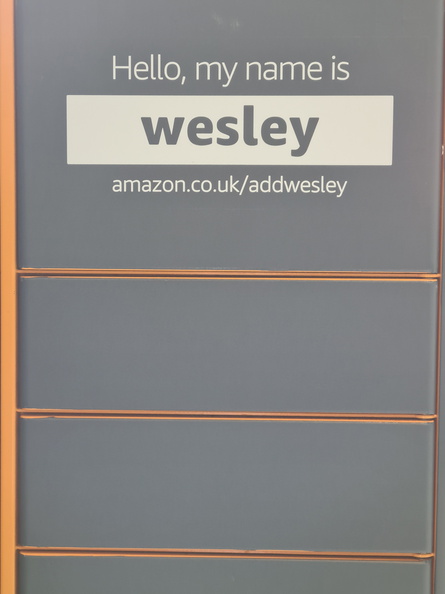 Hello, my name is
wesley
amazon.co.uk/addwesley